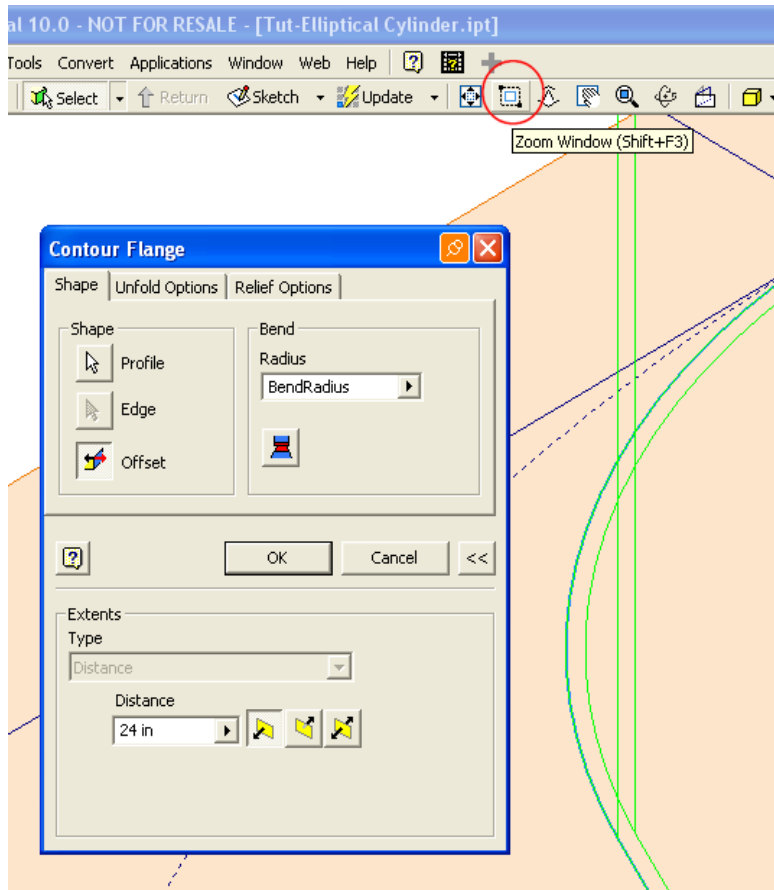 al 10.0 - NOT FOR RESALE - [Tut-Elliptical Cylinder.ipt]
Tools Convert Applications Window Web Help
Select Return Sketch Update
Zoom Window (Shift+F3)
Contour Flange
Shape Unfold Options Relief Options
Shape
Profile
Edge
Offset
Bend
Radius
BendRadius
OK Cancel <<
Extents
Type
Distance
Distance
24 in